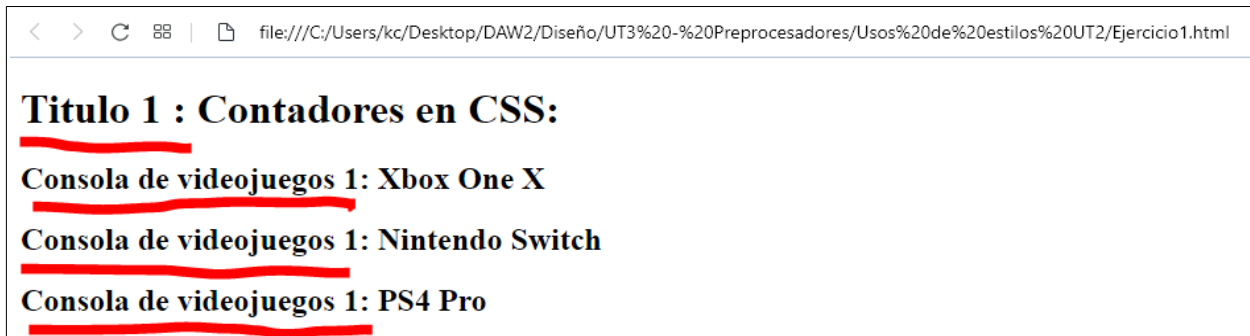 file:///C:/Users/kc/Desktop/DAW2/Diseño/UT3%20-%20Preprocesadores/Usos%20de%20estilos%20UT2/Ejercicio1.html
Titulo 1 : Contadores en CSS:
Consola de videojuegos 1: Xbox One X
Consola de videojuegos 1: Nintendo Switch
Consola de videojuegos 1: PS4 Pro